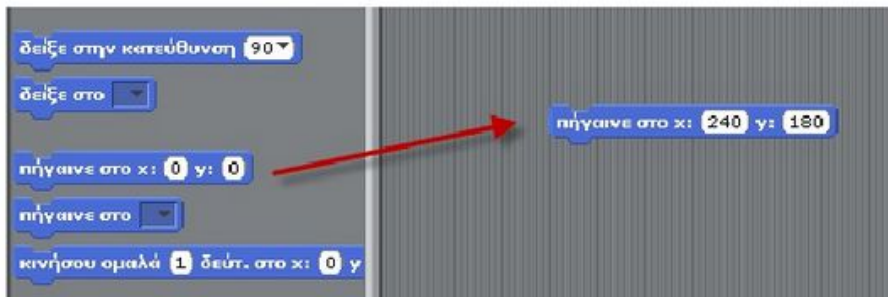 δείξε στην κατεύθυνση 90
δείξε στο
πήγαινε στο x: 0 y: 0
πήγαινε στο x: 240 y: 180
πήγαινε στο
κινήσου ομαλά 1 δεύτ. στο x: 0 y